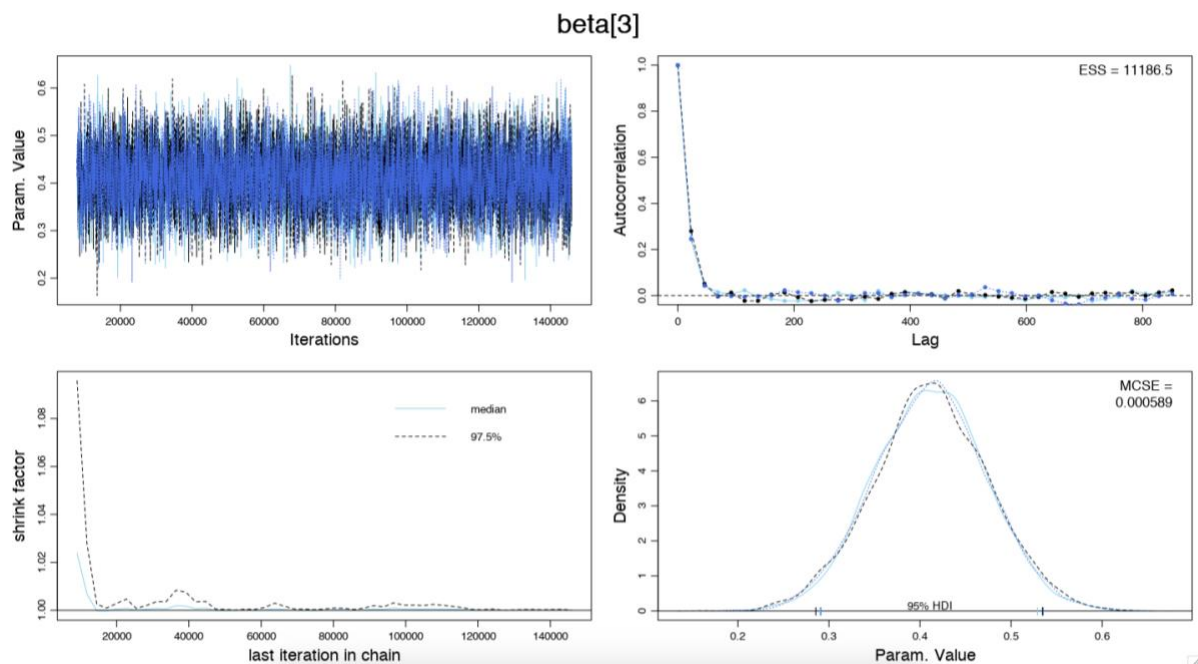 beta[3]
Param. Value
0.6
0.5
0.4
0.3
0.2
20000 40000 60000 80000 100000 120000 140000
Iterations
Autocorrelation
1.0
0.8
0.6
0.4
0.2
0.0
ESS = 11186.5
0 200 400 600 800
Lag
shrink factor
1.08
1.06
1.04
1.02
1.00
median
97.5%
20000 40000 60000 80000 100000 120000 140000
last iteration in chain
Density
6
5
4
3
2
1
0
MCSE =
0.000589
95% HDI
0.2 0.3 0.4 0.5 0.6
Param. Value